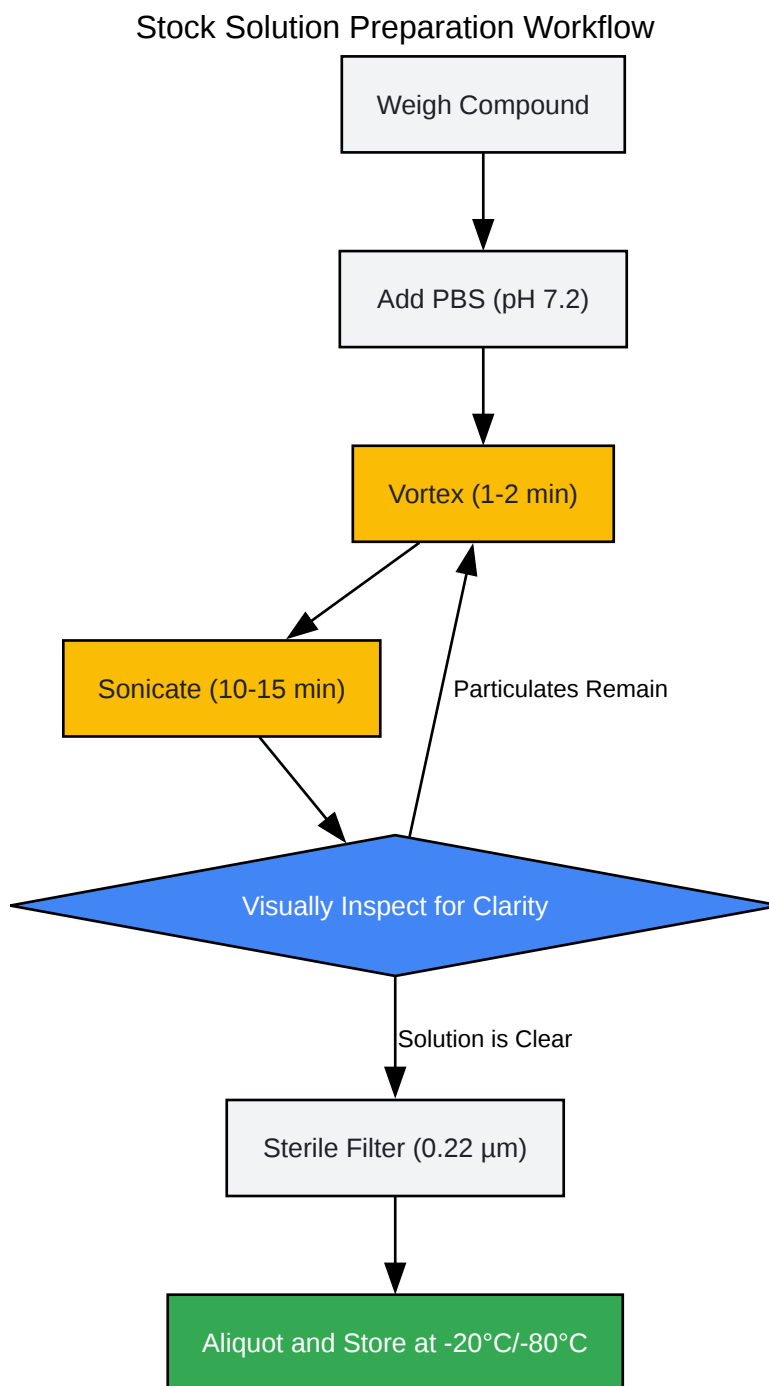 Stock Solution Preparation Workflow
Weigh Compound
Add PBS (pH 7.2)
Vortex (1-2 min)
Sonicate (10-15 min)
Particulates Remain
Visually Inspect for Clarity
Solution is Clear
Sterile Filter (0.22 µm)
Aliquot and Store at -20°C/-80°C